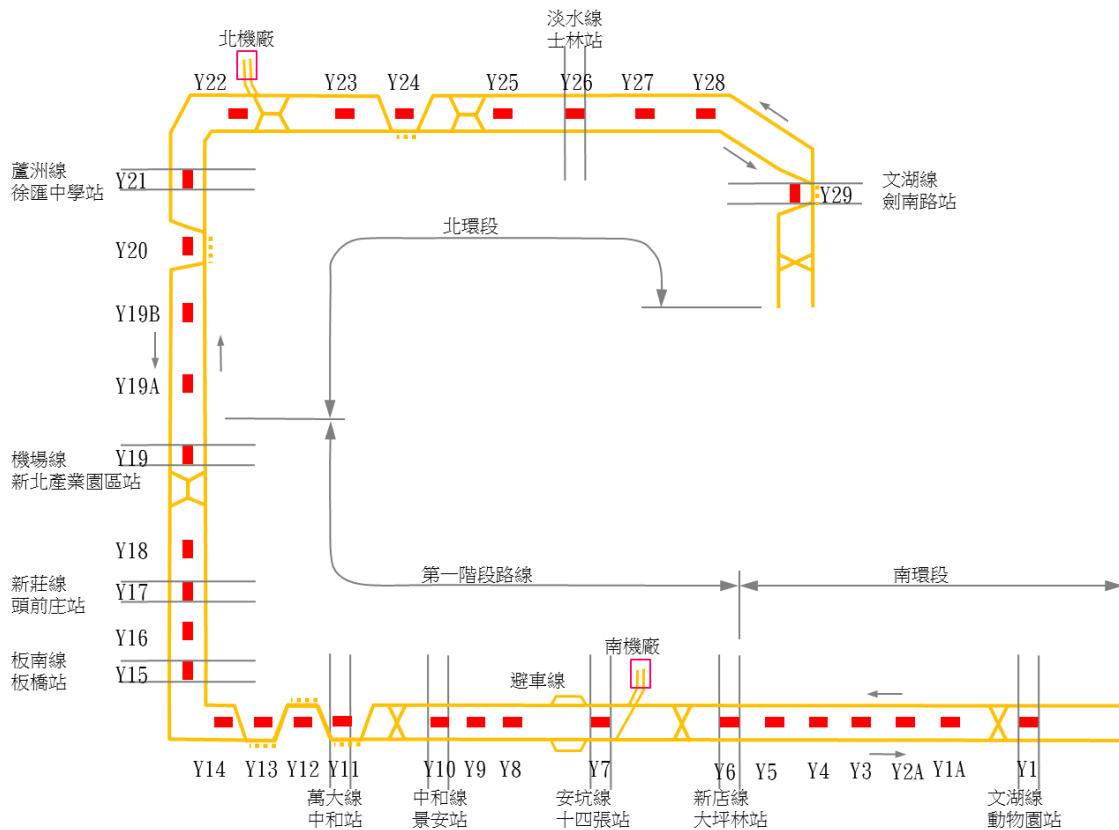 淡水線
士林站
北機廠
Y22
Y23
Y24
Y25
Y26
Y27
Y28
蘆洲線
徐匯中學站
Y21
Y29
文湖線
劍南路站
Y20
北環段
Y19B
Y19A
機場線
新北產業園區站
Y19
Y18
新莊線
頭前庄站
Y17
第一階段路線
南環段
Y16
板南線
板橋站
Y15
南機廠
避車線
Y14
Y13
Y12
Y11
Y10
Y9
Y8
Y7
Y6
Y5
Y4
Y3
Y2A
Y1A
Y1
萬大線
中和站
中和線
景安站
安坑線
十四張站
新店線
大坪林站
文湖線
動物園站